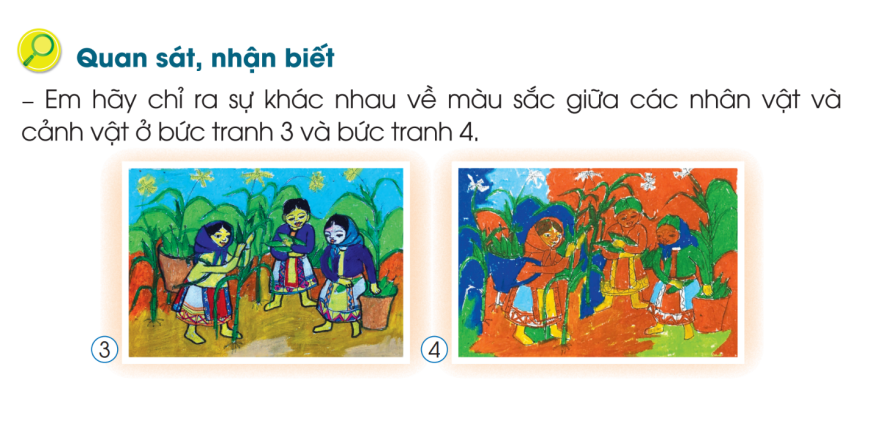 Quan sát, nhận biết
– Em hãy chỉ ra sự khác nhau về màu sắc giữa các nhân vật và
cảnh vật ở bức tranh 3 và bức tranh 4.
3
4